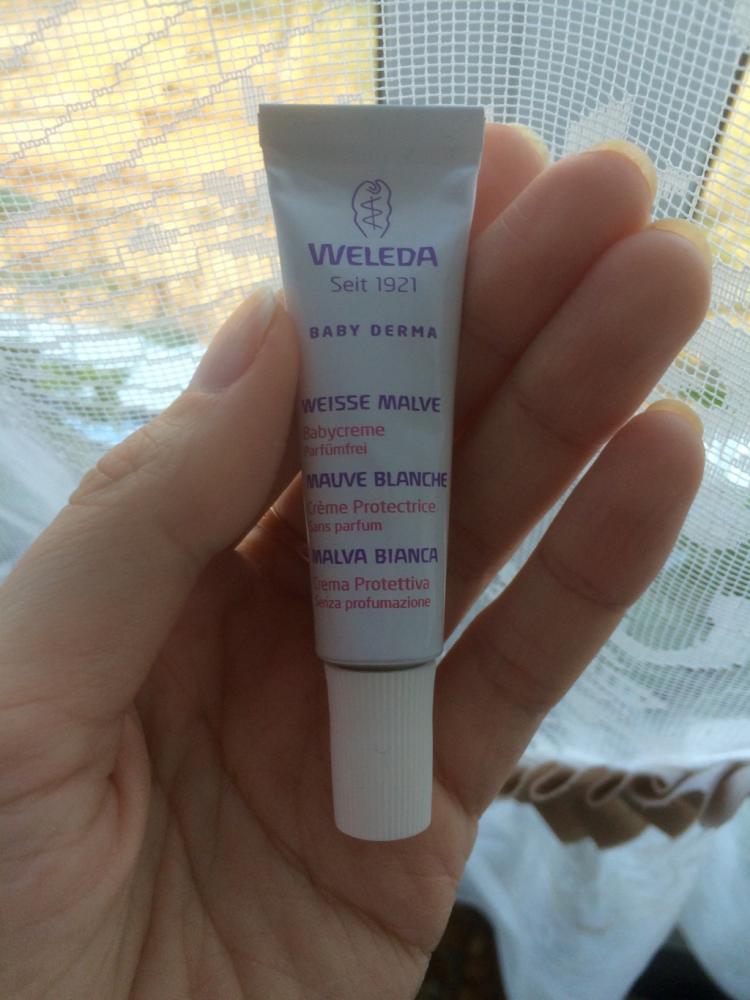 WELEDA
Seit 1921
BABY DERMA
WEISSE MALVE
Babycreme
Parfümfrei
MAUVE BLANCHE
Crème Protectrice
Sans parfum
MALVA BIANCA
Crema Protettiva
Senza profumazione